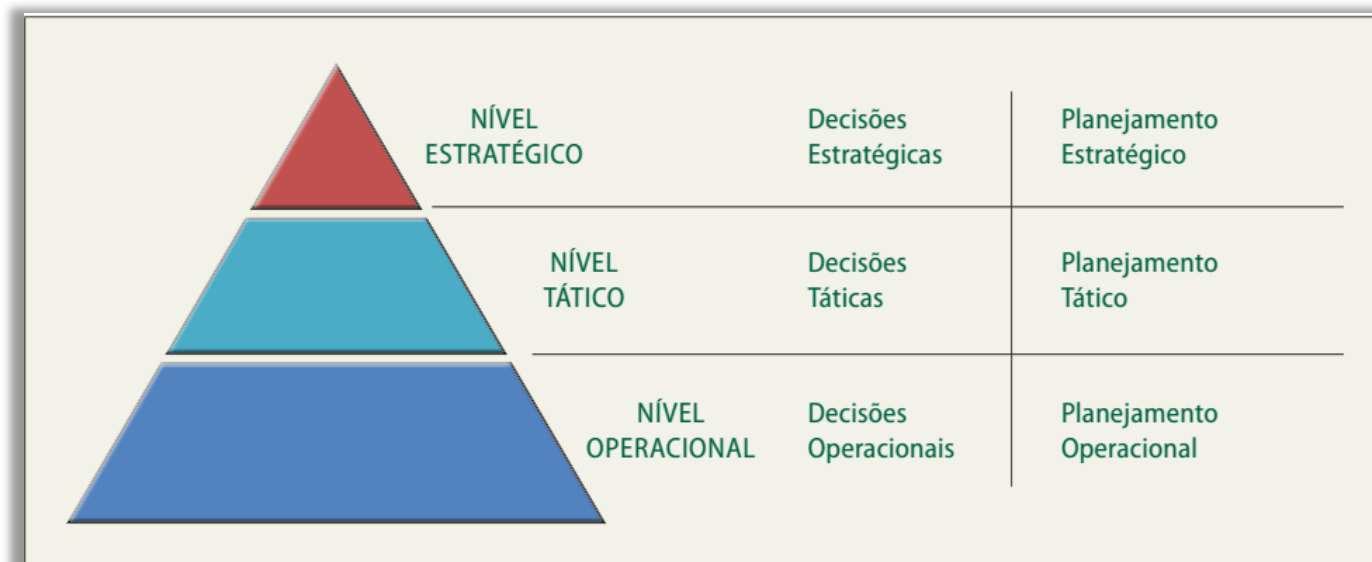 NÍVEL
ESTRATÉGICO
Decisões
Estratégicas
Planejamento
Estratégico
NÍVEL
TÁTICO
Decisões
Táticas
Planejamento
Tático
NÍVEL
OPERACIONAL
Decisões
Operacionais
Planejamento
Operacional